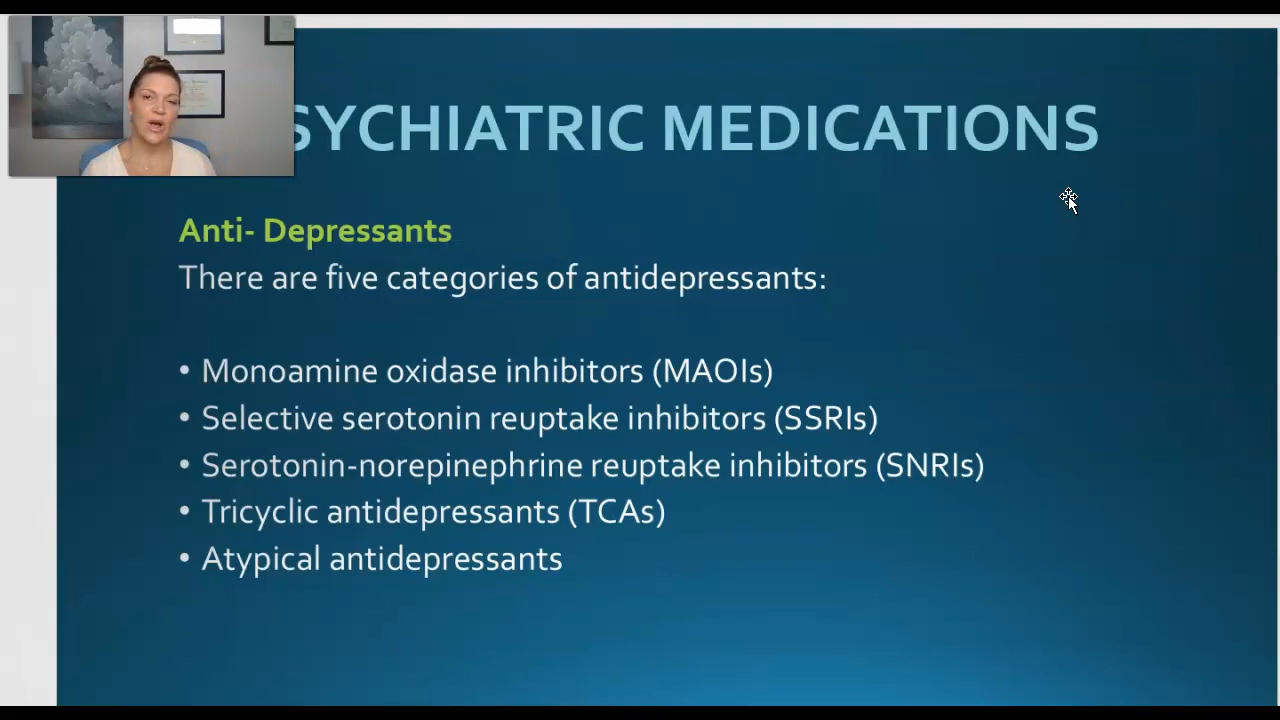 SYCHIATRIC MEDICATIONS
Anti- Depressants
There are five categories of antidepressants:
• Monoamine oxidase inhibitors (MAOIs)
• Selective serotonin reuptake inhibitors (SSRIs)
• Serotonin-norepinephrine reuptake inhibitors (SNRIs)
• Tricyclic antidepressants (TCAs)
• Atypical antidepressants